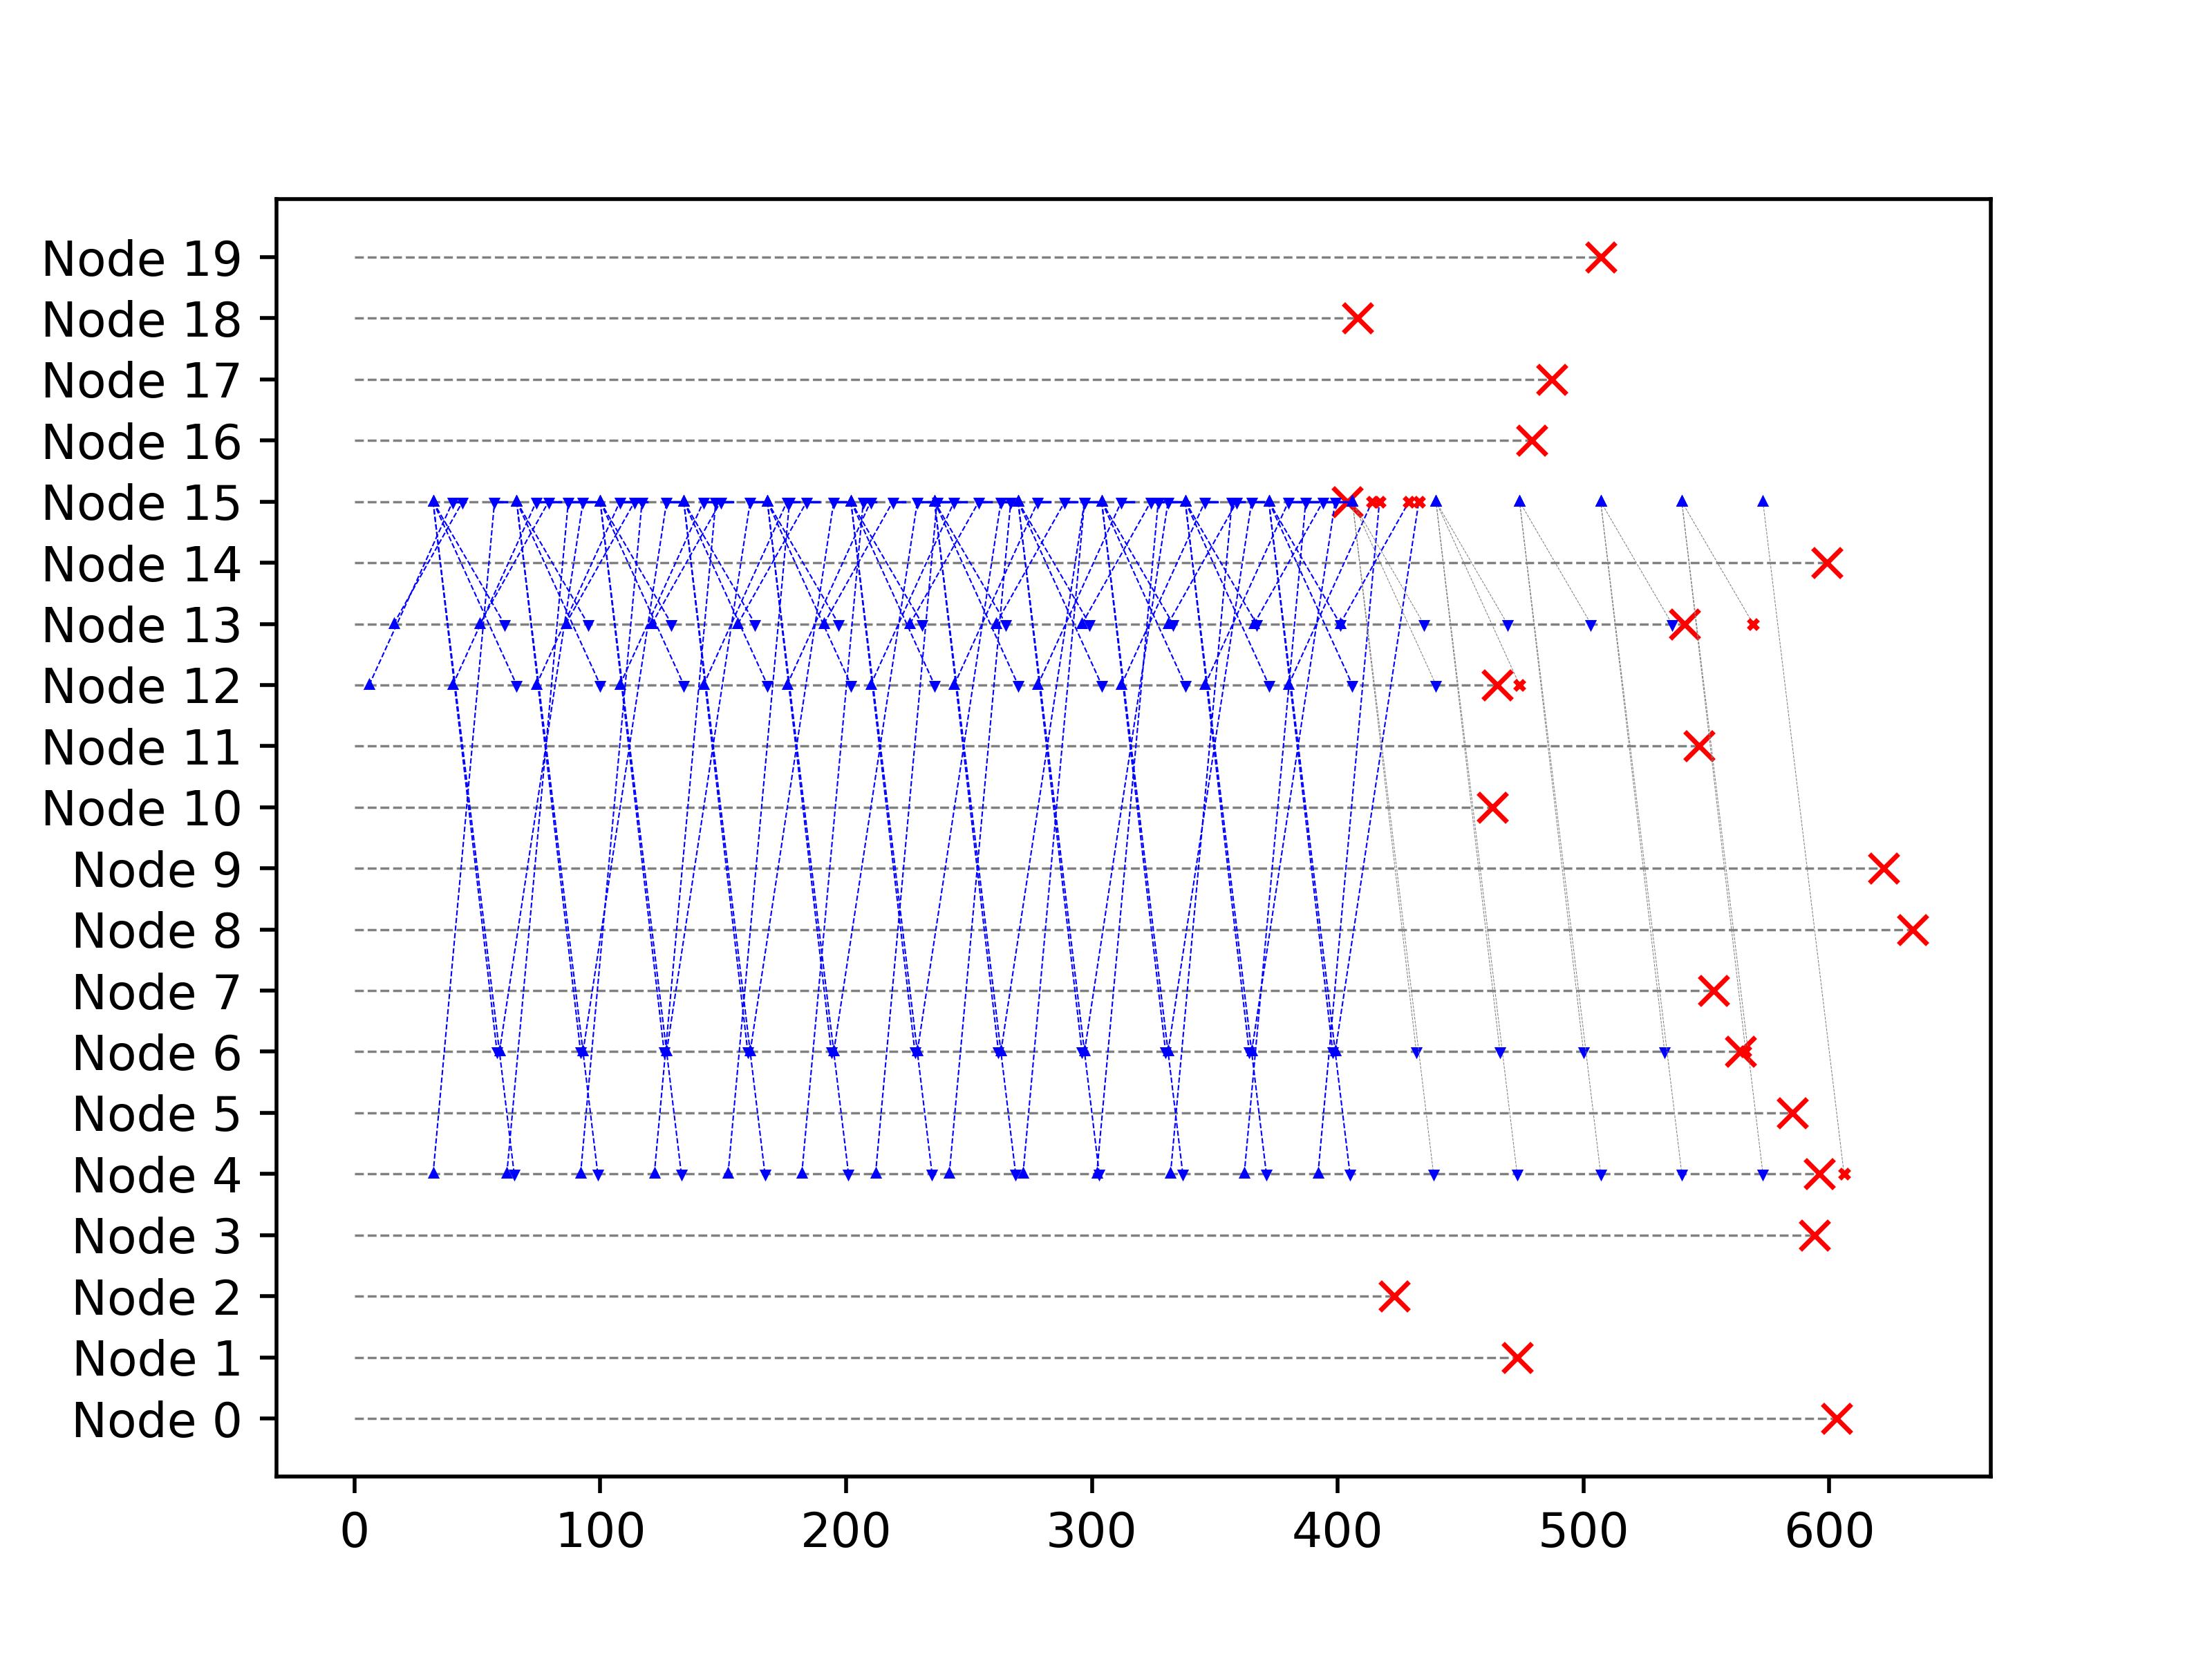 Node 19
Node 18
Node 17
Node 16
Node 15
Node 14
Node 13
Node 12
Node 11
Node 10
Node 9
Node 8
Node 7
Node 6
Node 5
Node 4
Node 3
Node 2
Node 1
Node 0
0 100 200 300 400 500 600